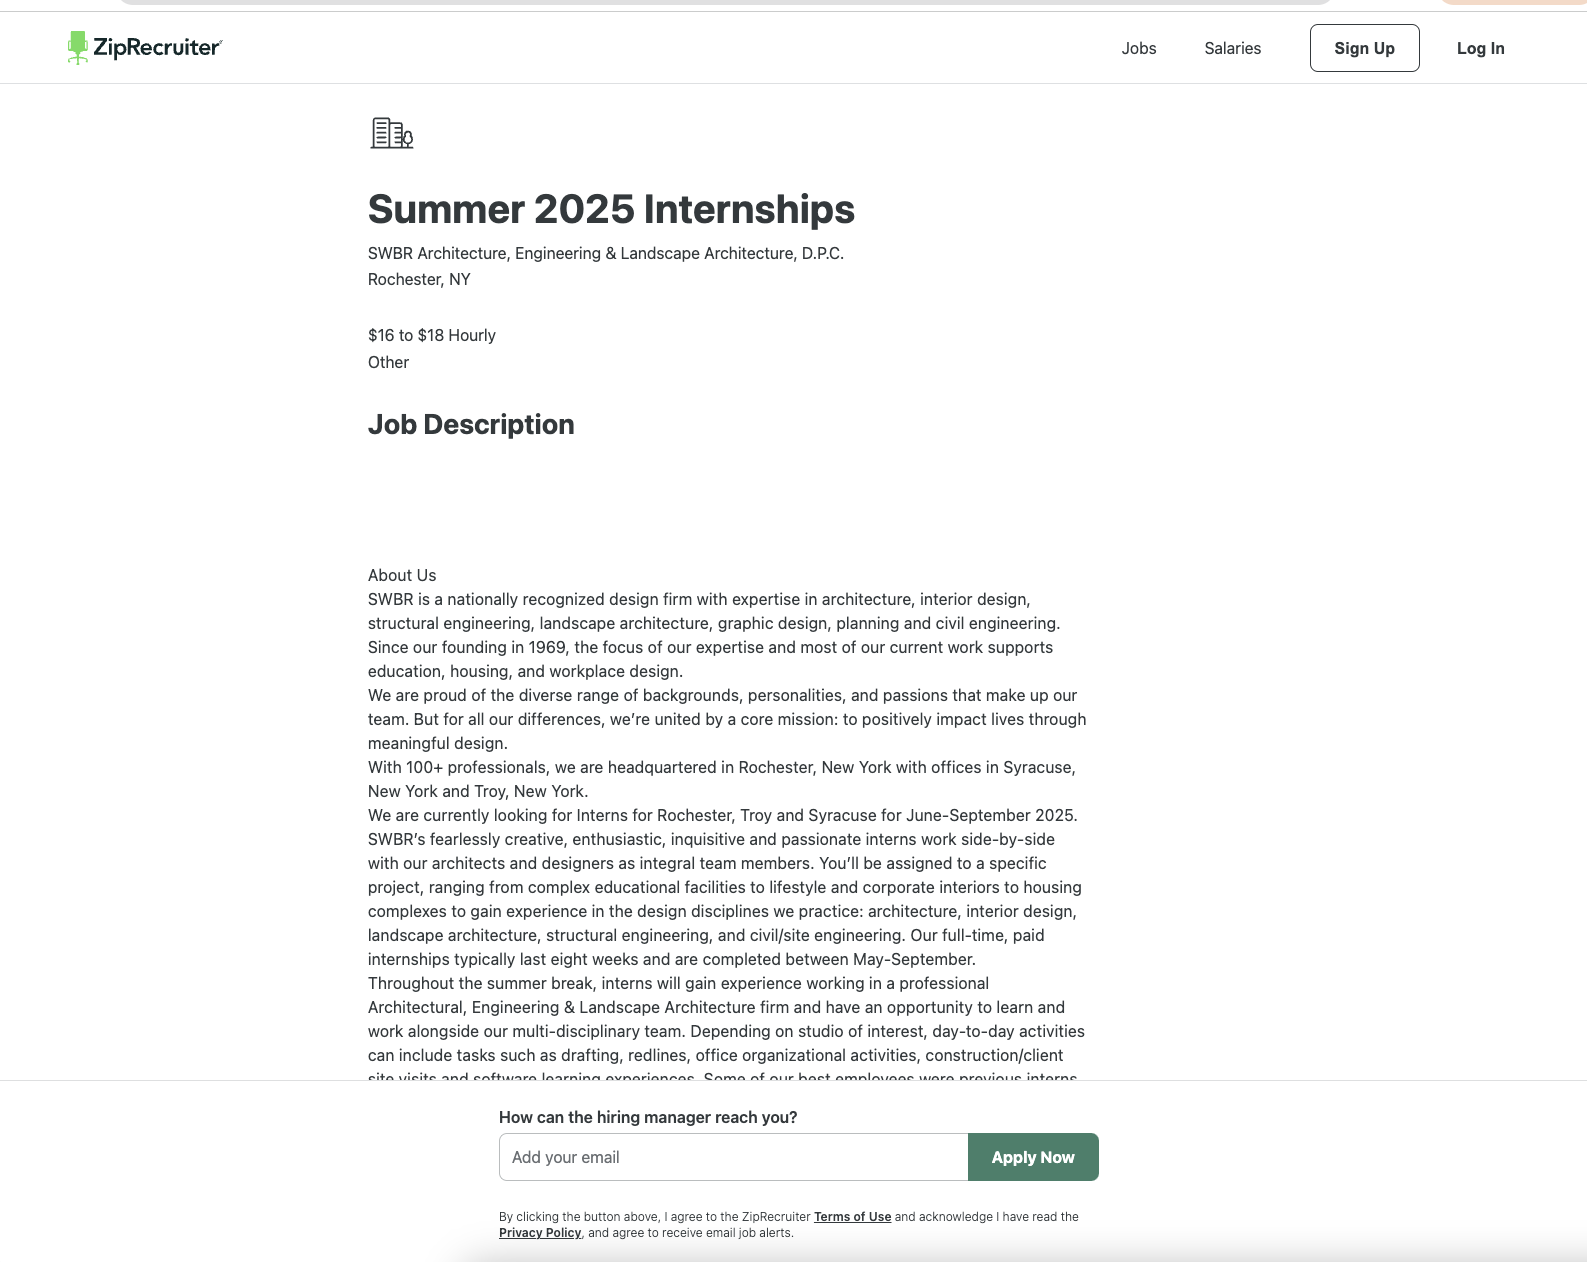 ZipRecruiter
Jobs
Salaries
Sign Up
Log In
Summer 2025 Internships
SWBR Architecture, Engineering & Landscape Architecture, D.P.C.
Rochester, NY
$16 to $18 Hourly
Other
Job Description
About Us
SWBR is a nationally recognized design firm with expertise in architecture, interior design,
structural engineering, landscape architecture, graphic design, planning and civil engineering.
Since our founding in 1969, the focus of our expertise and most of our current work supports
education, housing, and workplace design.
We are proud of the diverse range of backgrounds, personalities, and passions that make up our
team. But for all our differences, we’re united by a core mission: to positively impact lives through
meaningful design.
With 100+ professionals, we are headquartered in Rochester, New York with offices in Syracuse,
New York and Troy, New York.
We are currently looking for Interns for Rochester, Troy and Syracuse for June-September 2025.
SWBR’s fearlessly creative, enthusiastic, inquisitive and passionate interns work side-by-side
with our architects and designers as integral team members. You’ll be assigned to a specific
project, ranging from complex educational facilities to lifestyle and corporate interiors to housing
complexes to gain experience in the design disciplines we practice: architecture, interior design,
landscape architecture, structural engineering, and civil/site engineering. Our full-time, paid
internships typically last eight weeks and are completed between May-September.
Throughout the summer break, interns will gain experience working in a professional
Architectural, Engineering & Landscape Architecture firm and have an opportunity to learn and
work alongside our multi-disciplinary team. Depending on studio of interest, day-to-day activities
can include tasks such as drafting, redlines, office organizational activities, construction/client
site visits and software learning experiences. Some of our best employees were previous interns
How can the hiring manager reach you?
Add your email
Apply Now
By clicking the button above, I agree to the ZipRecruiter Terms of Use and acknowledge I have read the
Privacy Policy, and agree to receive email job alerts.